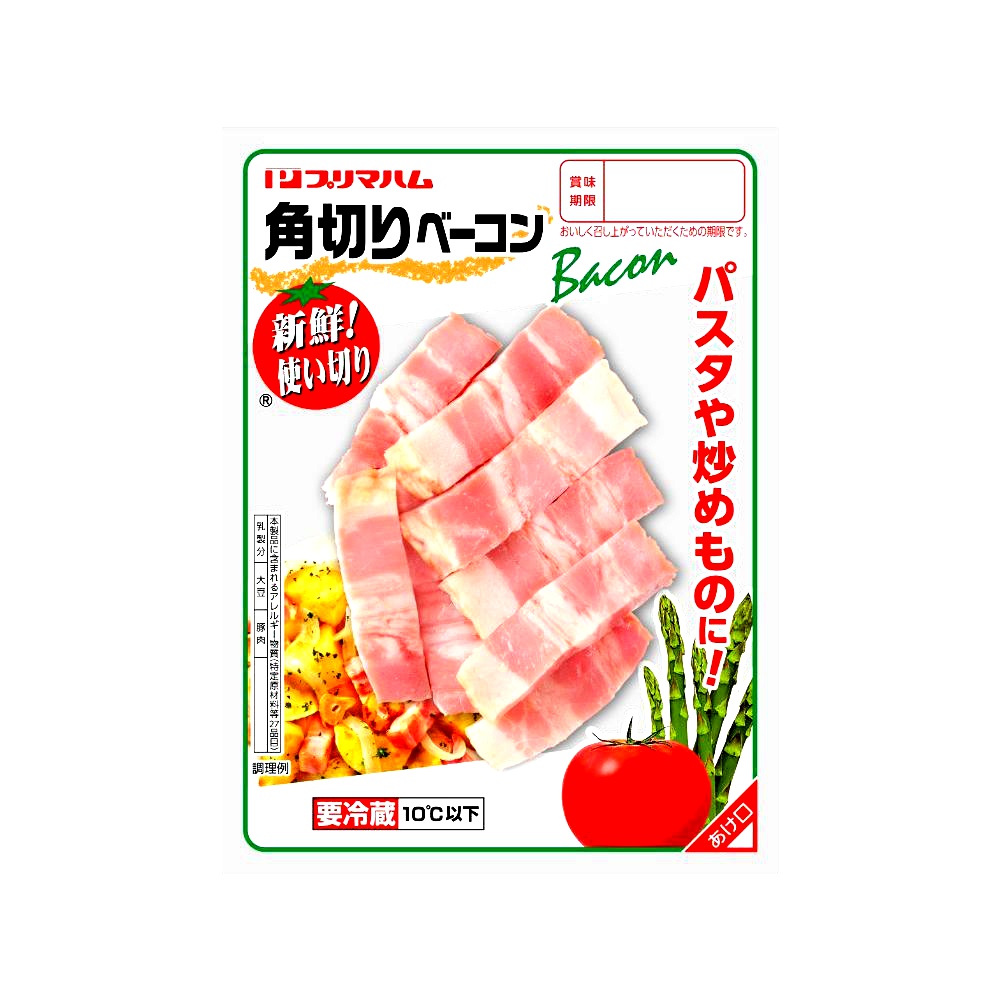 プリマハム
角切りベーコン
賞味
期限
おいしく召し上がっていただくための期限です。
Bacon
新鮮!
使い切り
®
パスタや炒めものに!
本製品に含まれるアレルギー物質(特定原材料等27品目)
乳製分
大豆
豚肉
調理例
要冷蔵 10℃以下
あけ口